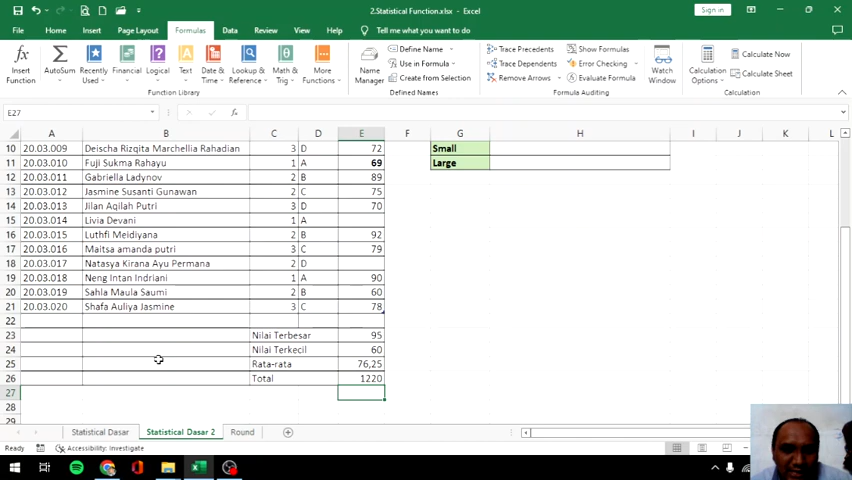 2.Statistical Function.xlsx - Excel
Sign in
File Home Insert Page Layout Formulas Data Review View Help Tell me what you want to do
Insert Function
AutoSum
Recently Used
Financial
Logical
Text
Date & Time
Lookup & Reference
Math & Trig
More Functions
Function Library
Name Manager
Define Name
Use in Formula
Create from Selection
Defined Names
Trace Precedents
Trace Dependents
Remove Arrows
Show Formulas
Error Checking
Evaluate Formula
Formula Auditing
Watch Window
Calculation Options
Calculate Now
Calculate Sheet
Calculation
E27
fx
A B C D E F G H I J K L
10 20.03.009 Deischa Rizqita Marchellia Rahadian 3 D 72 Small
11 20.03.010 Fuji Sukma Rahayu 1 A 69 Large
12 20.03.011 Gabriella Ladynov 2 B 89
13 20.03.012 Jasmine Susanti Gunawan 2 C 75
14 20.03.013 Jilan Aqilah Putri 3 D 70
15 20.03.014 Livia Devani 1 A
16 20.03.015 Luthfi Meidiyana 2 B 92
17 20.03.016 Maitsa amanda putri 3 C 79
18 20.03.017 Natasya Kirana Ayu Permana 2 D
19 20.03.018 Neng Intan Indriani 1 A 90
20 20.03.019 Sahla Maula Saumi 2 B 60
21 20.03.020 Shafa Auliya Jasmine 3 C 78
22
23 Nilai Terbesar 95
24 Nilai Terkecil 60
25 Rata-rata 76,25
26 Total 1220
27
28
29
Statistical Dasar Statistical Dasar 2 Round
Ready Accessibility: Investigate